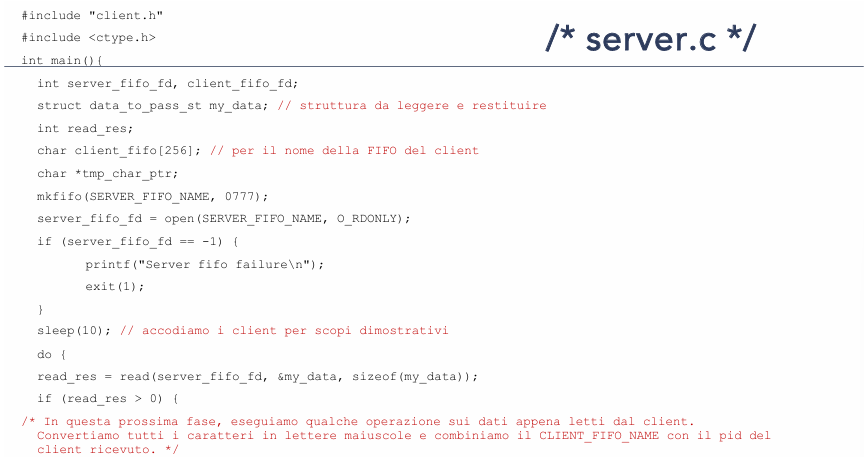 /* server.c */
#include "client.h"
#include <ctype.h>
int main(){
int server_fifo_fd, client_fifo_fd;
struct data_to_pass_st my_data; // struttura da leggere e restituire
int read_res;
char client_fifo[256]; // per il nome della FIFO del client
char *tmp_char_ptr;
mkfifo(SERVER_FIFO_NAME, 0777);
server_fifo_fd = open(SERVER_FIFO_NAME, O_RDONLY);
if (server_fifo_fd == -1) {
printf("Server fifo failure\n");
exit(1);
}
sleep(10); // accodiamo i client per scopi dimostrativi
do {
read_res = read(server_fifo_fd, &my_data, sizeof(my_data));
if (read_res > 0) {
/* In questa prossima fase, eseguiamo qualche operazione sui dati appena letti dal client.
Convertiamo tutti i caratteri in lettere maiuscole e combiniamo il CLIENT_FIFO_NAME con il pid del
client ricevuto. */